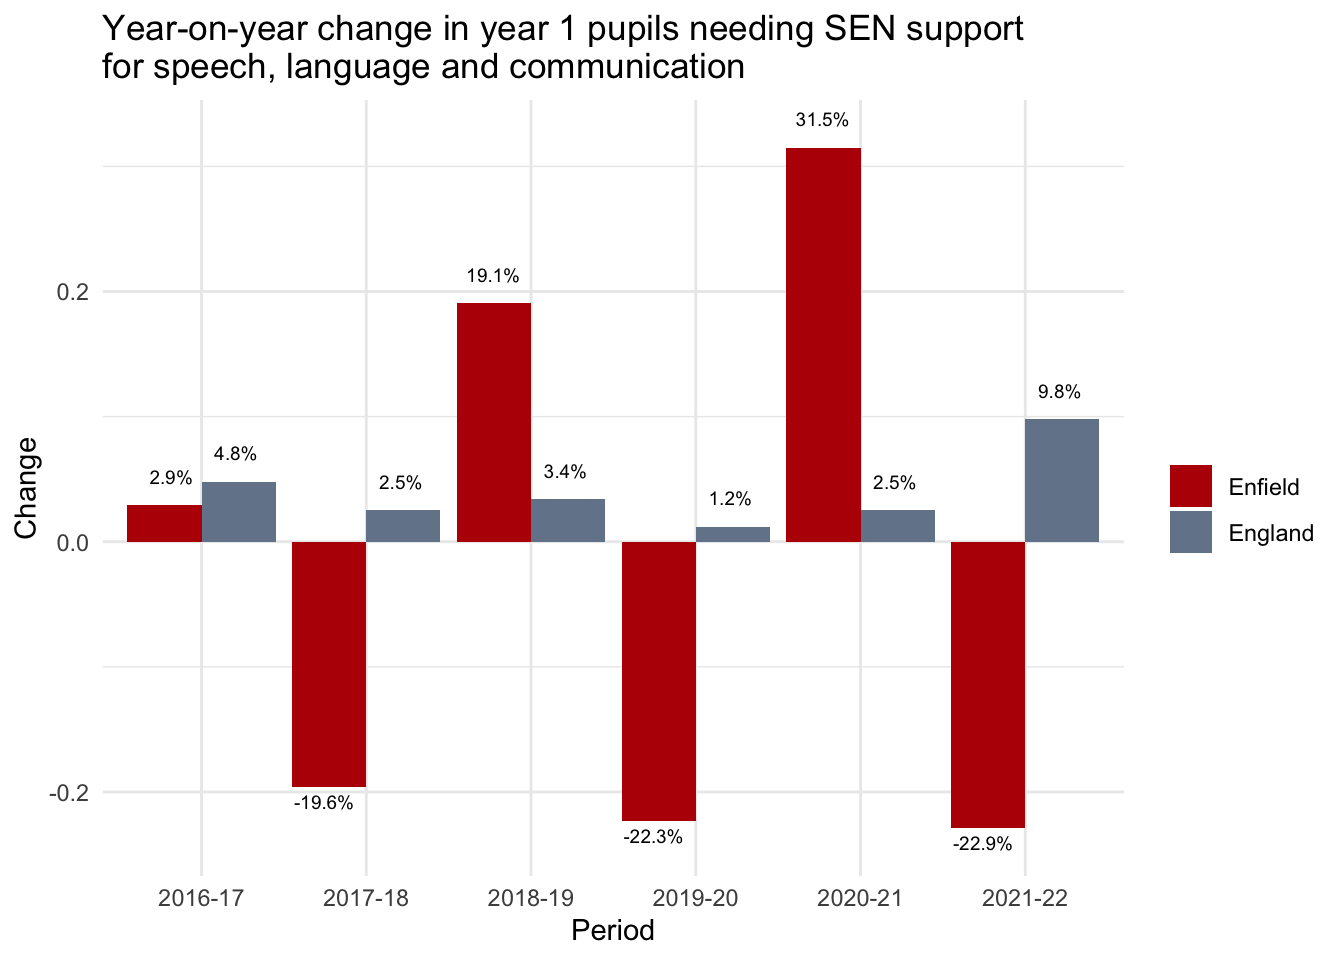 Year-on-year change in year 1 pupils needing SEN support
for speech, language and communication
31.5%
19.1%
9.8%
4.8%
2.9%
2.5%
3.4%
1.2%
2.5%
-19.6%
-22.3%
-22.9%
0.2
0.0
-0.2
Change
2016-17 2017-18 2018-19 2019-20 2020-21 2021-22
Period
Enfield
England